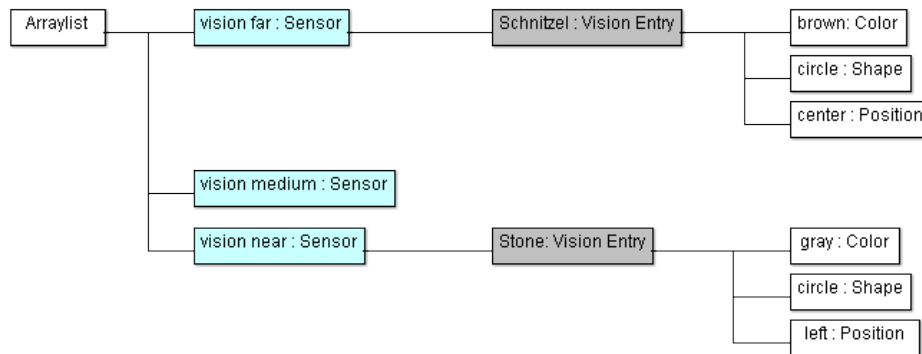 Arraylist
vision far : Sensor
Schnitzel : Vision Entry
brown: Color
circle : Shape
center : Position
vision medium : Sensor
vision near : Sensor
Stone: Vision Entry
gray : Color
circle : Shape
left : Position